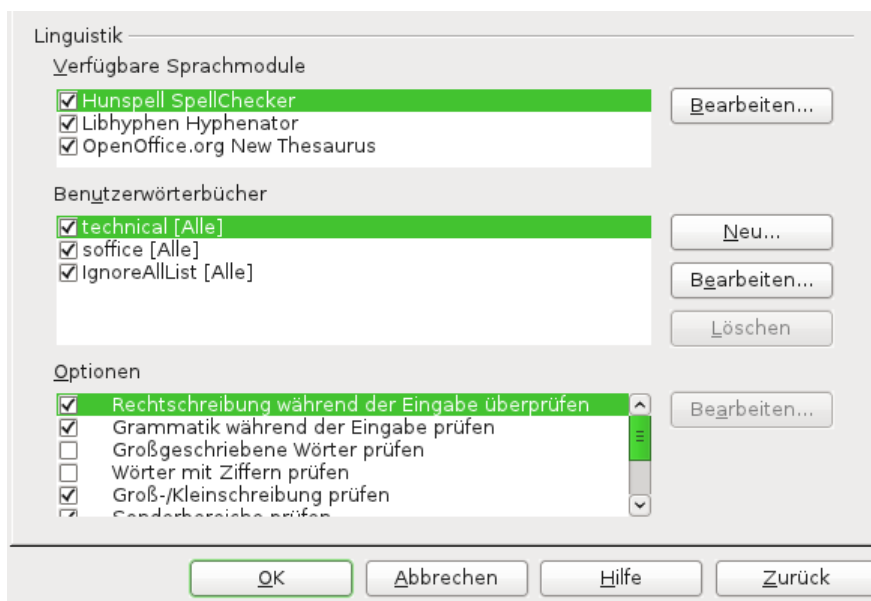 Linguistik
Verfügbare Sprachmodule
Hunspell SpellChecker
Libhyphen Hyphenator
OpenOffice.org New Thesaurus
Bearbeiten...
Benutzerwörterbücher
technical [Alle]
soffice [Alle]
IgnoreAllList [Alle]
Neu...
Bearbeiten...
Löschen
Optionen
Rechtschreibung während der Eingabe überprüfen
Grammatik während der Eingabe prüfen
Großgeschriebene Wörter prüfen
Wörter mit Ziffern prüfen
Groß-/Kleinschreibung prüfen
Sonderbereiche prüfen
Bearbeiten...
OK
Abbrechen
Hilfe
Zurück